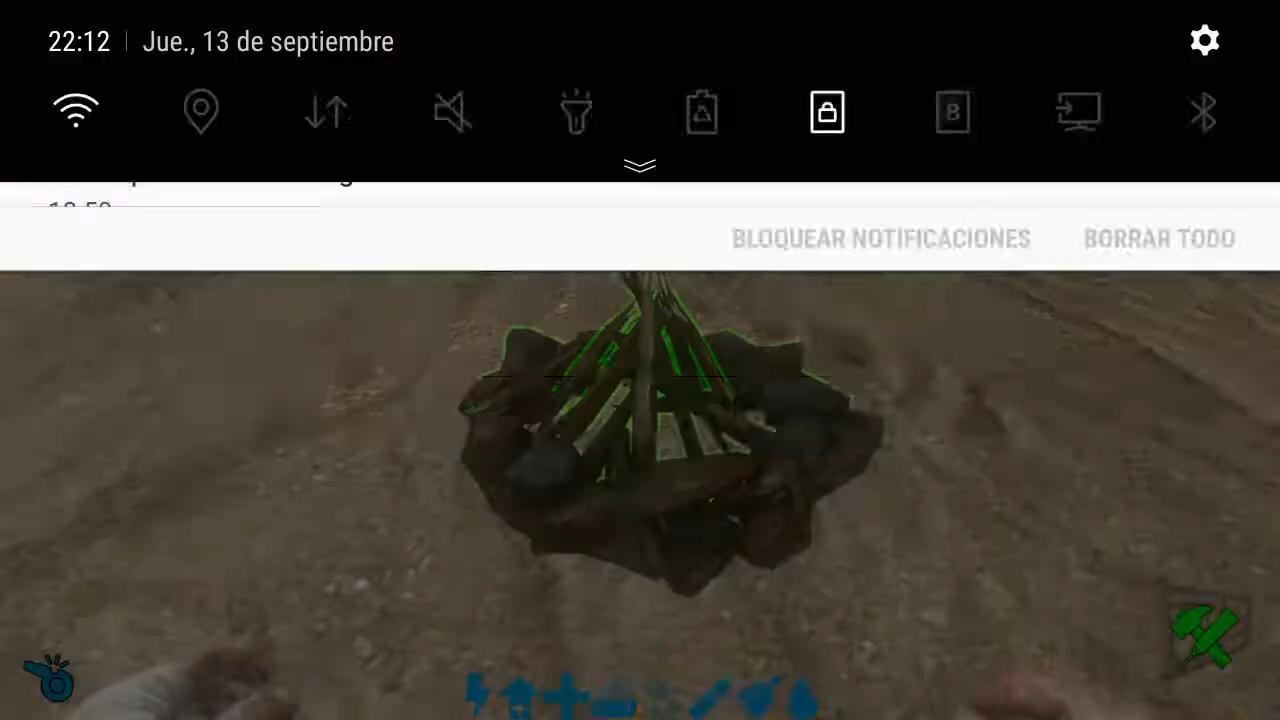 22:12 Jue., 13 de septiembre
B
BLOQUEAR NOTIFICACIONES BORRAR TODO